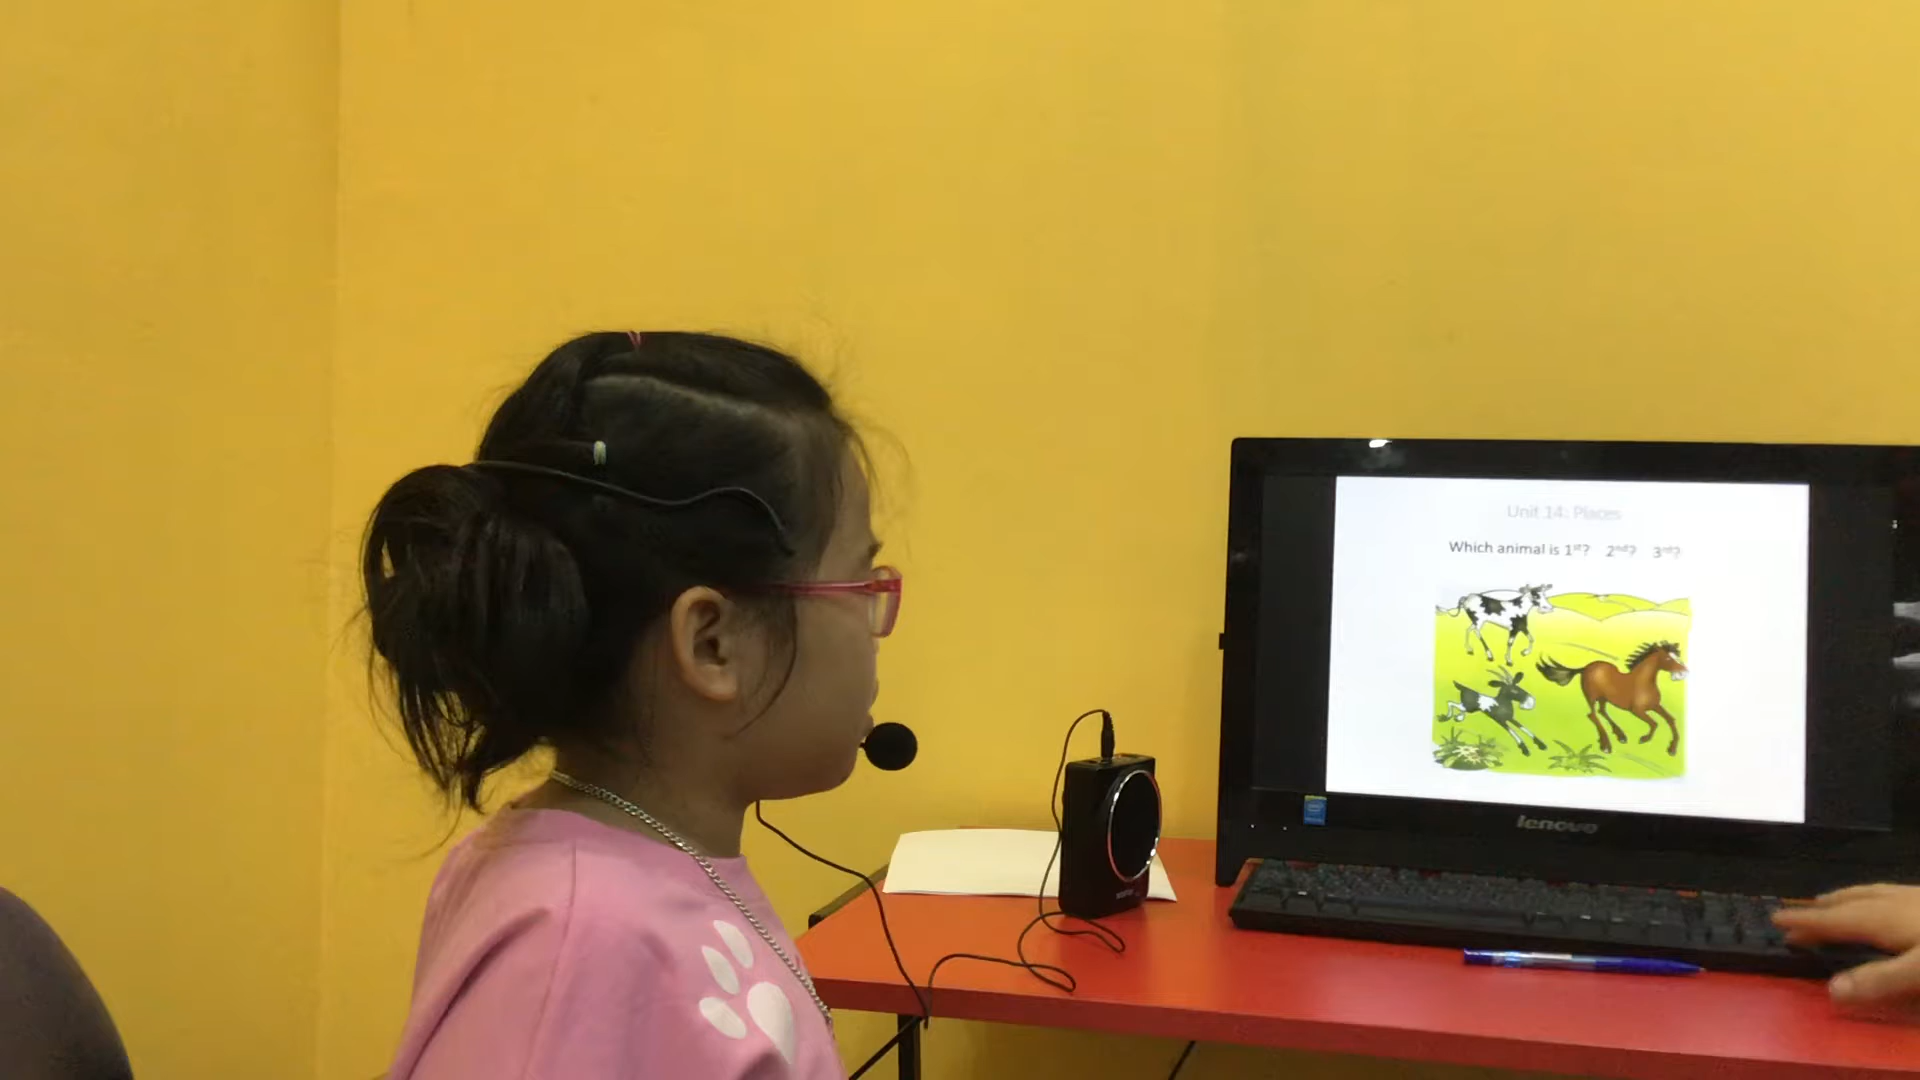 Unit 14: Places
Which animal is 1st? 2nd? 3rd?
lenovo